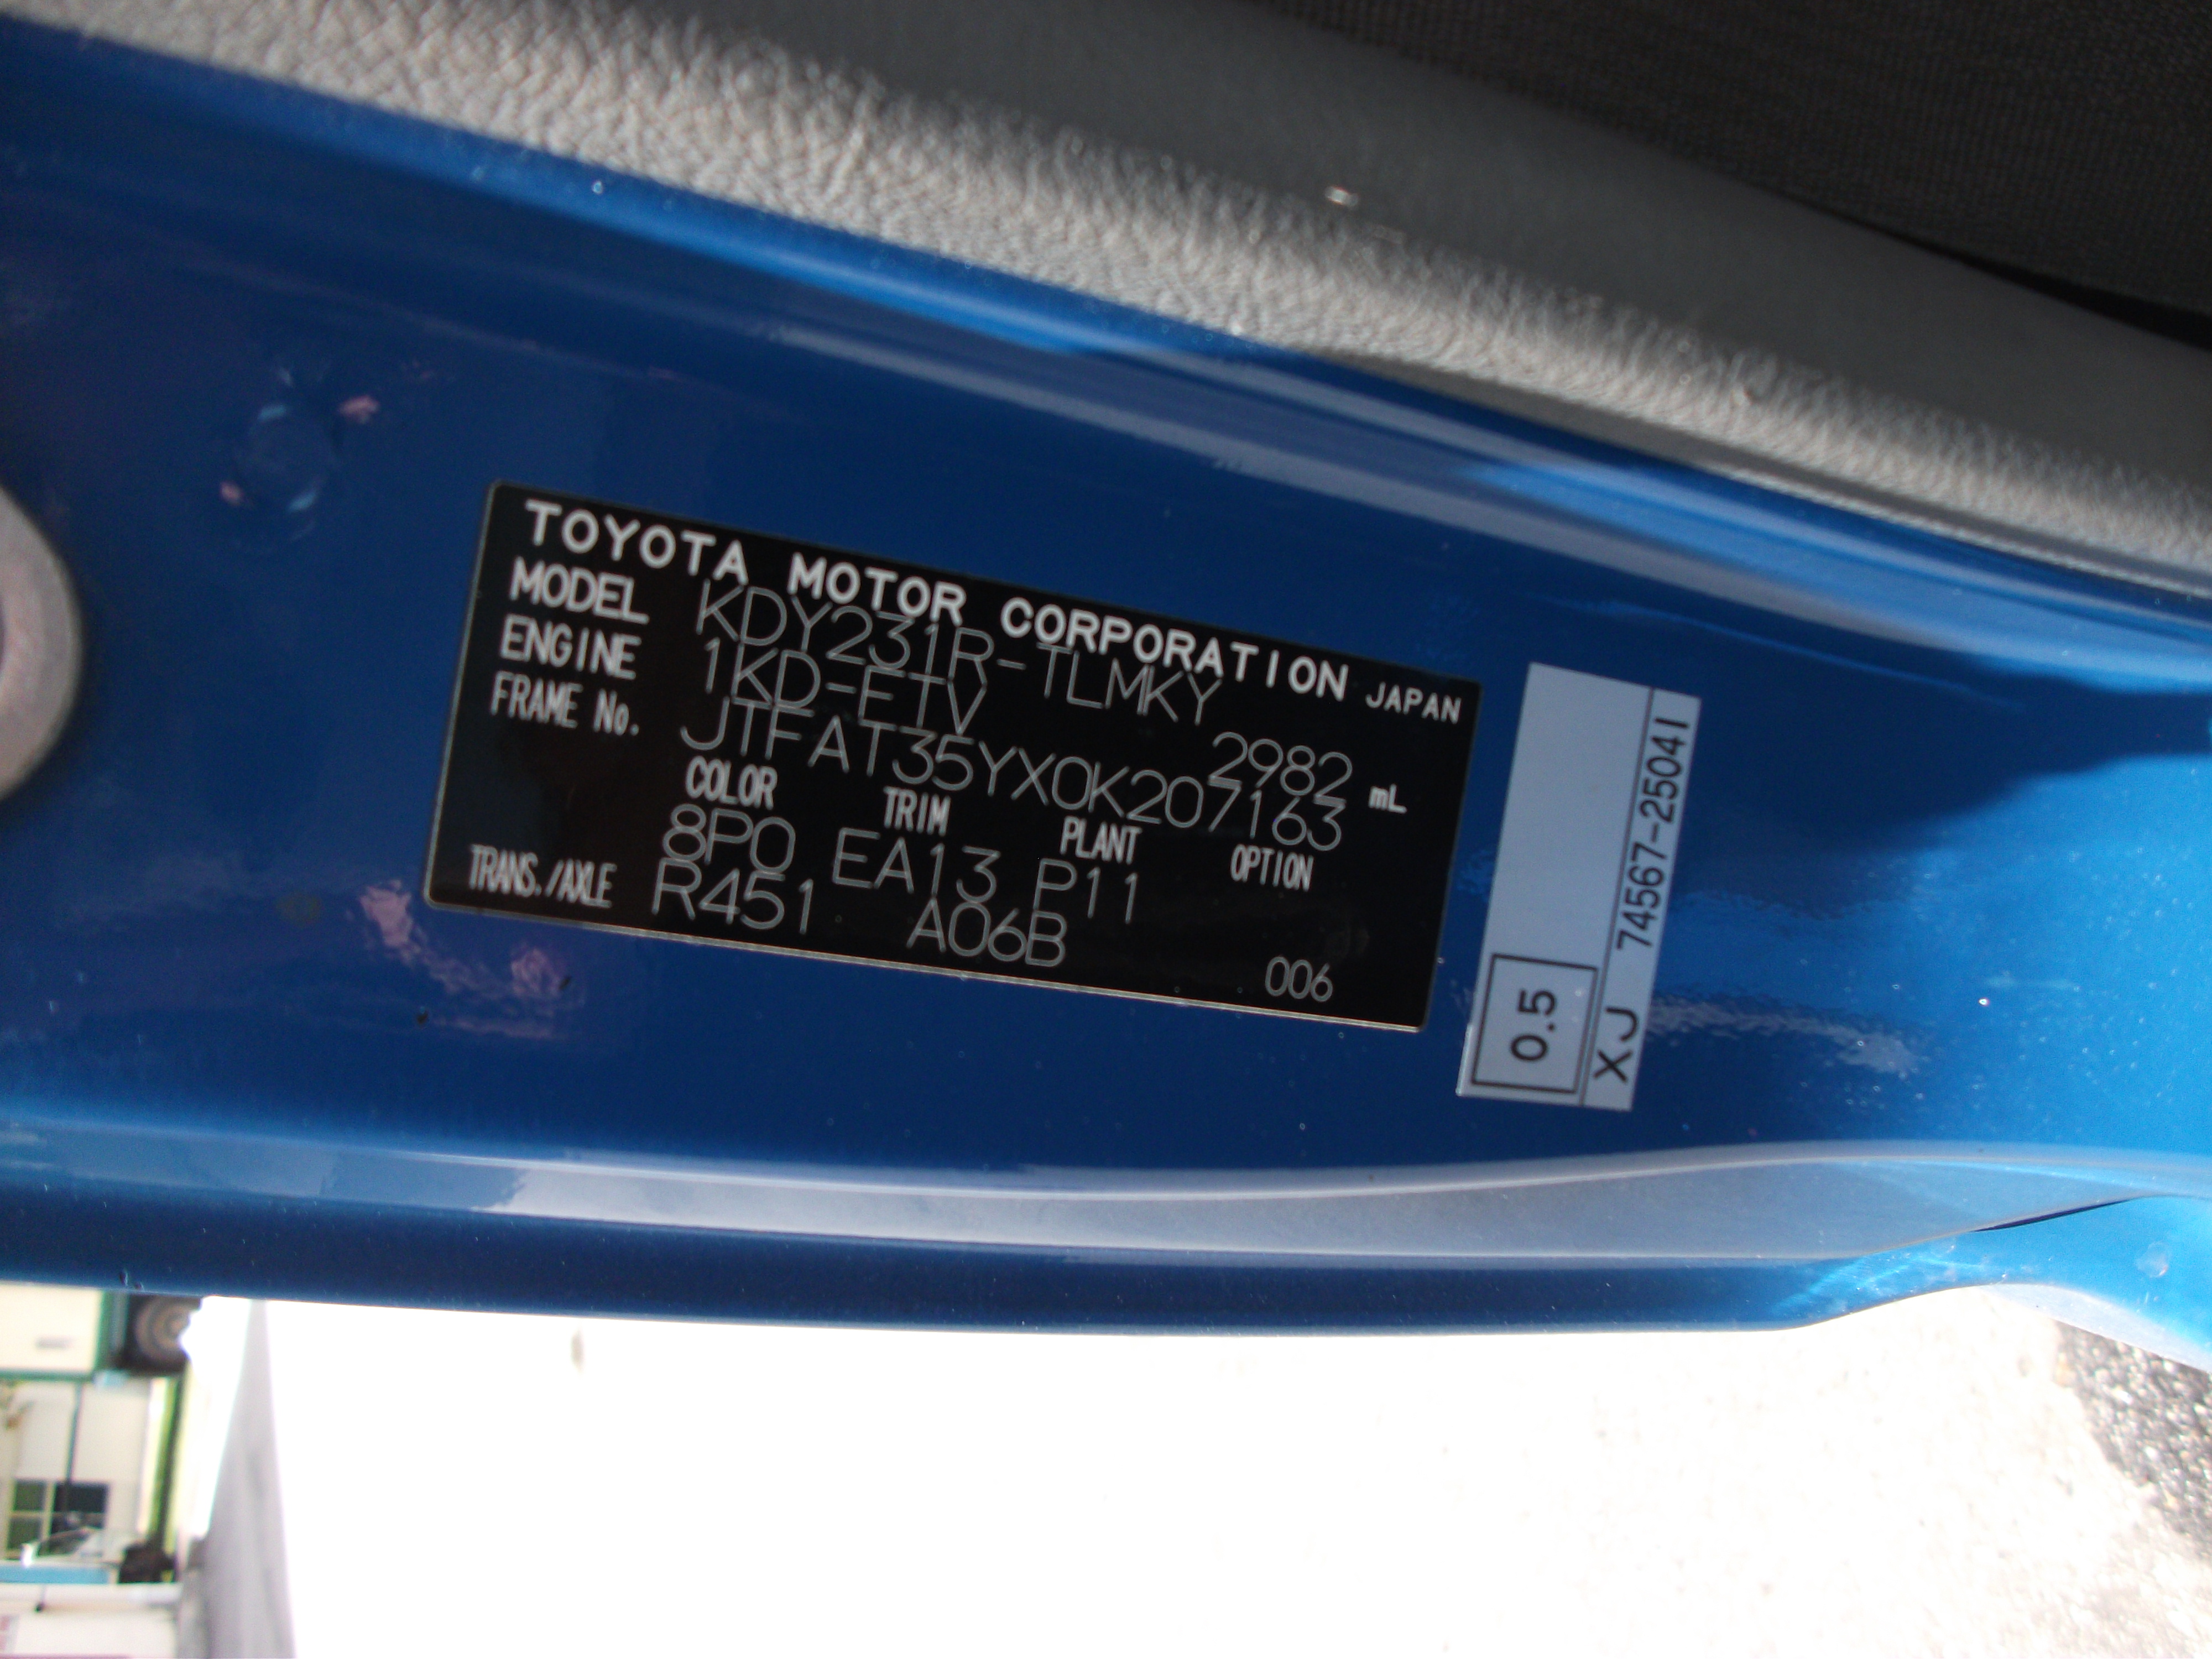 TOYOTA MOTOR CORPORATION JAPAN
MODEL KDY231R-TLMKY
ENGINE 1KD-FTV 2982 mL
FRAME No. JTFAT35YX0K207163
COLOR TRIM PLANT OPTION
8P0 EA13 P11
TRANS./AXLE R451 A06B
006
0.5
XJ 74567-25041